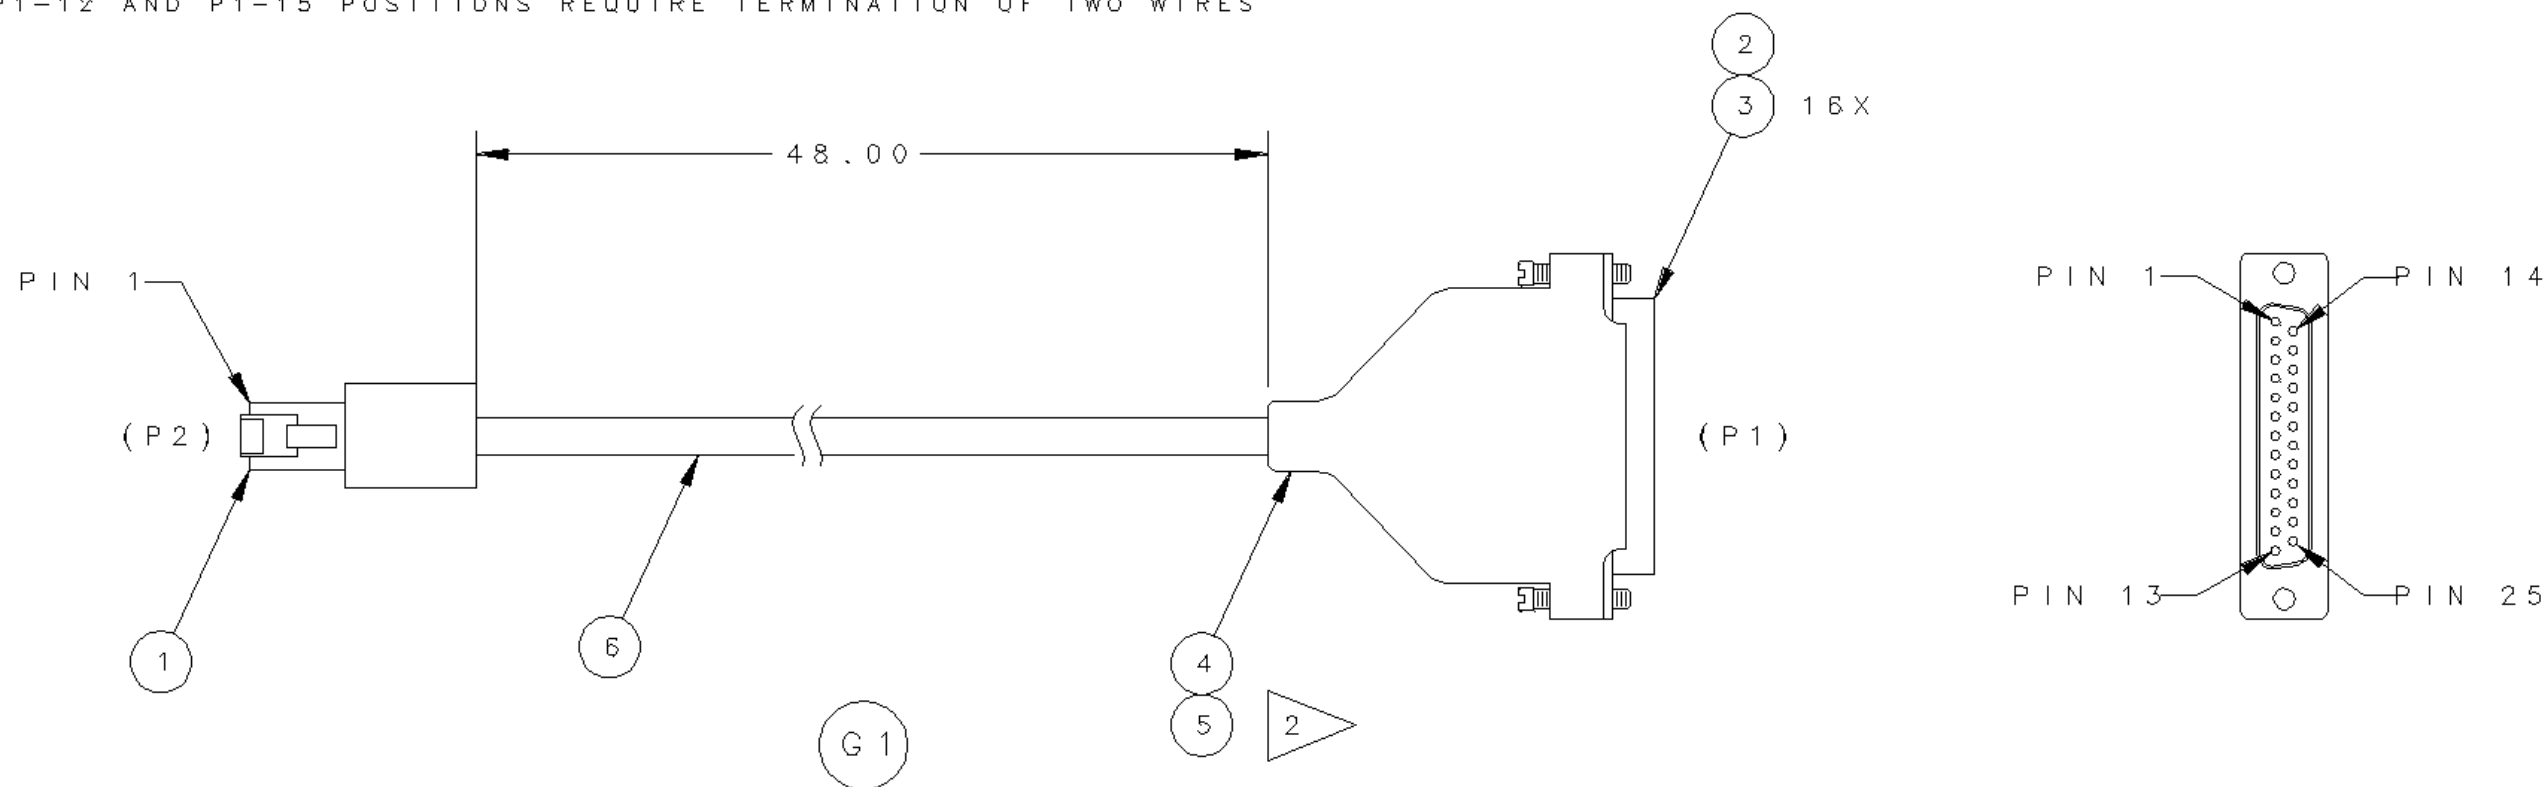 P1-12 AND P1-15 POSITIONS REQUIRE TERMINATION OF TWO WIRES
2
3 16X
48.00
PIN 1
PIN 1
PIN 14
(P2)
(P1)
PIN 13
PIN 25
1
6
4
5 2
G1